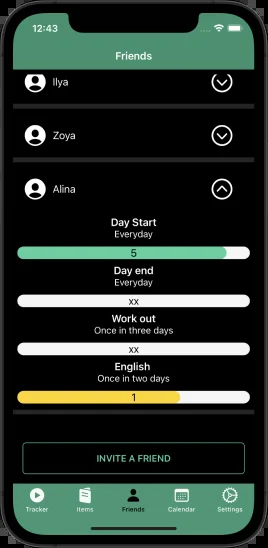 12:43
Friends
Ilya
Zoya
Alina
Day Start
Everyday
5
Day end
Everyday
xx
Work out
Once in three days
xx
English
Once in two days
1
INVITE A FRIEND
Tracker
Items
Friends
Calendar
Settings